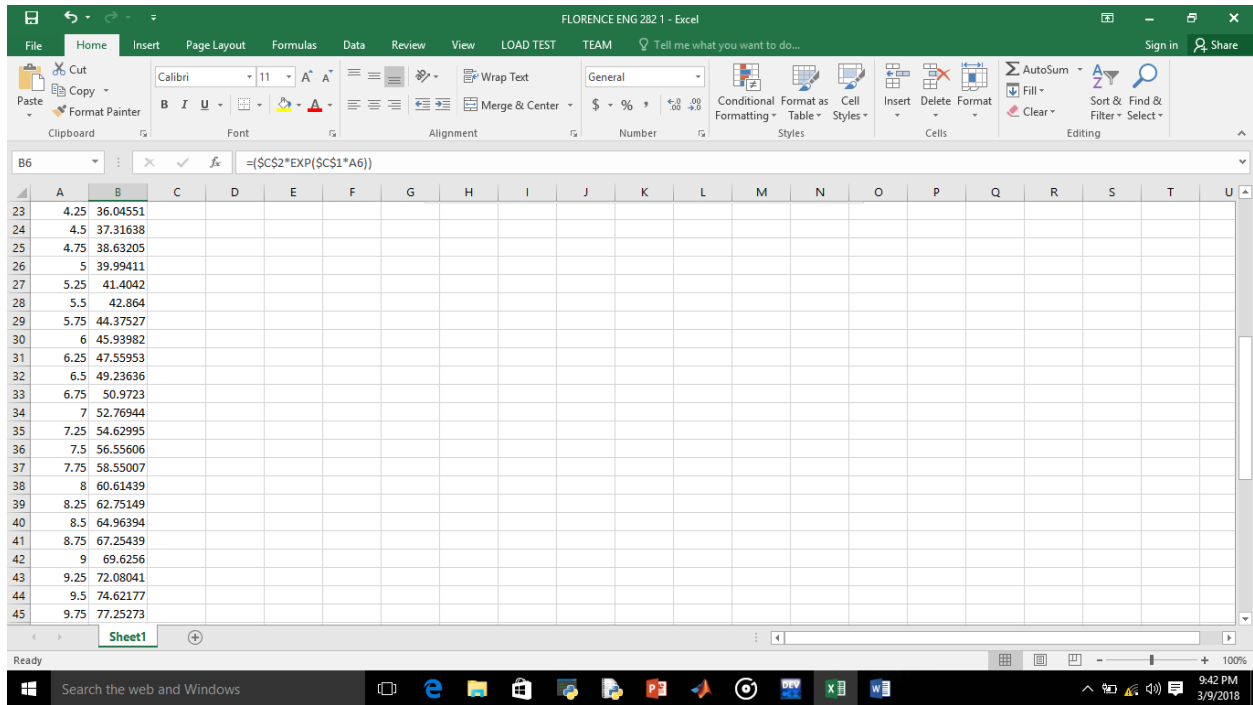 FLORENCE ENG 282 1 - Excel
File Home Insert Page Layout Formulas Data Review View LOAD TEST TEAM Tell me what you want to do... Sign in Share
Paste Cut Copy Format Painter
Calibri 11 A A Wrap Text General AutoSum
B I U A Merge & Center $ % , .0 .00 .00 .0 Conditional Formatting Format as Table Cell Styles Insert Delete Format Fill Clear Sort & Filter Find & Select
Clipboard Font Alignment Number Styles Cells Editing
B6 fx =($C$2*EXP($C$1*A6))
A B C D E F G H I J K L M N O P Q R S T U
23 4.25 36.04551
24 4.5 37.31638
25 4.75 38.63205
26 5 39.99411
27 5.25 41.4042
28 5.5 42.864
29 5.75 44.37527
30 6 45.93982
31 6.25 47.55953
32 6.5 49.23636
33 6.75 50.9723
34 7 52.76944
35 7.25 54.62995
36 7.5 56.55606
37 7.75 58.55007
38 8 60.61439
39 8.25 62.75149
40 8.5 64.96394
41 8.75 67.25439
42 9 69.6256
43 9.25 72.08041
44 9.5 74.62177
45 9.75 77.25273
Sheet1
Ready 100%
Search the web and Windows DEV 9:42 PM
3/9/2018